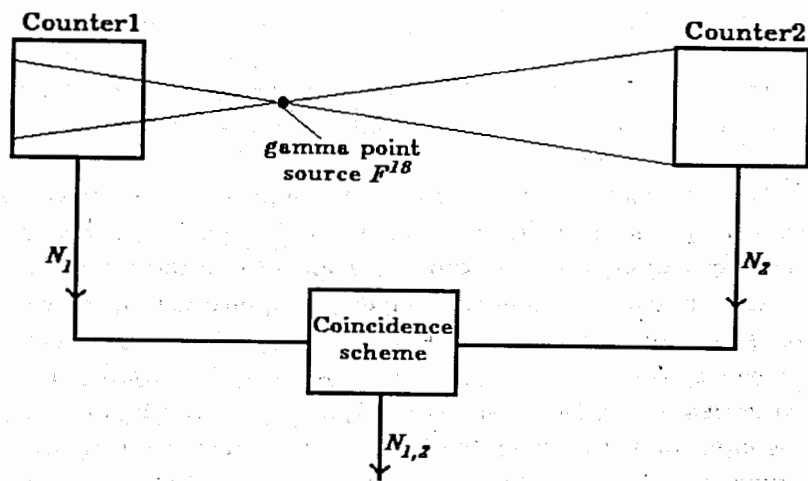 Counter1
Counter2
gamma point
source F18
N1
N2
Coincidence
scheme
N1,2